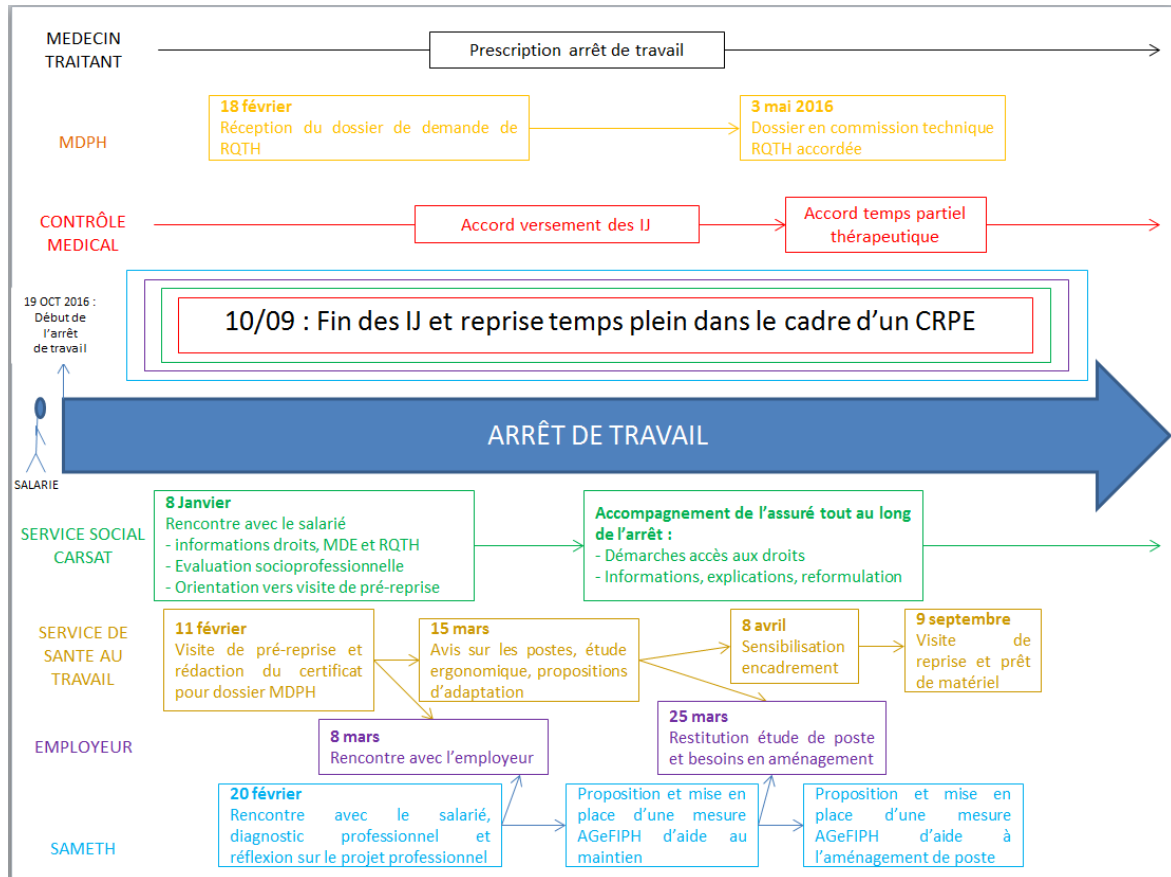 MEDECIN
TRAITANT
Prescription arrêt de travail
MDPH
18 février
Réception du dossier de demande de
RQTH
3 mai 2016
Dossier en commission technique
RQTH accordée
CONTRÔLE
MEDICAL
Accord versement des IJ
Accord temps partiel
thérapeutique
19 OCT 2016 :
Début de
l'arrêt
de travail
10/09 : Fin des IJ et reprise temps plein dans le cadre d'un CRPE
SALARIE
ARRÊT DE TRAVAIL
SERVICE SOCIAL
CARSAT
8 Janvier
Rencontre avec le salarié
- informations droits, MDE et RQTH
- Evaluation socioprofessionnelle
- Orientation vers visite de pré-reprise
Accompagnement de l'assuré tout au long
de l'arrêt :
- Démarches accès aux droits
- Informations, explications, reformulation
SERVICE DE
SANTE AU
TRAVAIL
11 février
Visite de pré-reprise et
rédaction du certificat
pour dossier MDPH
15 mars
Avis sur les postes, étude
ergonomique, propositions
d'adaptation
8 avril
Sensibilisation
encadrement
9 septembre
Visite de
reprise et prêt
de matériel
EMPLOYEUR
8 mars
Rencontre avec l'employeur
25 mars
Restitution étude de poste
et besoins en aménagement
SAMETH
20 février
Rencontre avec le salarié,
diagnostic professionnel et
réflexion sur le projet professionnel
Proposition et mise en
place d'une mesure
AGeFIPH d'aide au
maintien
Proposition et mise en
place d'une mesure
AGeFIPH d'aide à
l'aménagement de poste